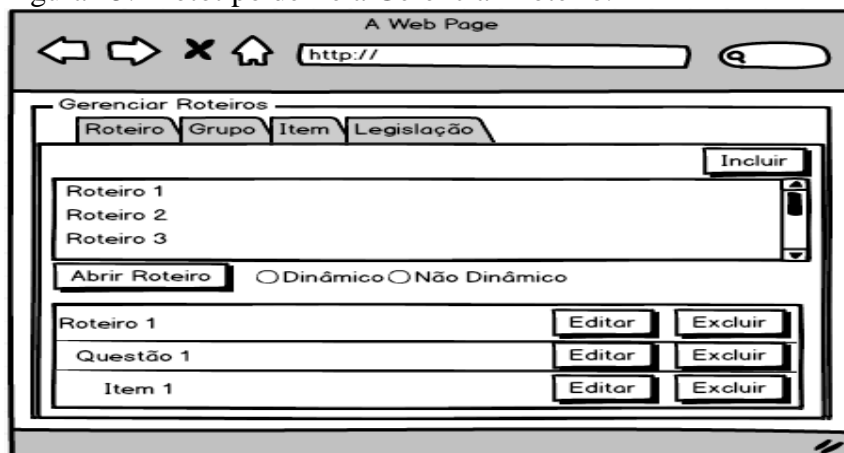 A Web Page
http://
Gerenciar Roteiros
Roteiro Grupo Item Legislação
Incluir
Roteiro 1
Roteiro 2
Roteiro 3
Abrir Roteiro Dinâmico Não Dinâmico
Roteiro 1 Editar Excluir
Questão 1 Editar Excluir
Item 1 Editar Excluir